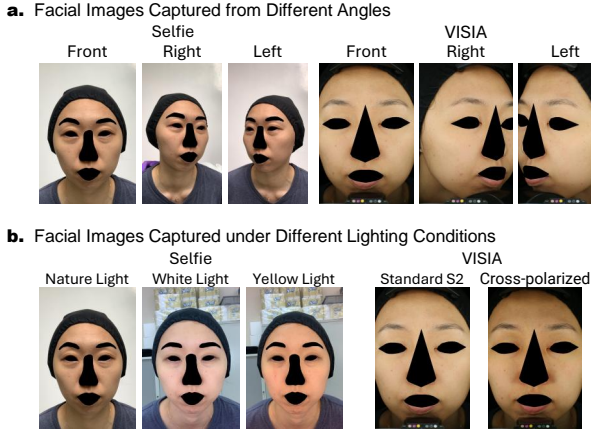 a. Facial Images Captured from Different Angles
Selfie VISIA
Front Right Left Front Right Left
b. Facial Images Captured under Different Lighting Conditions
Selfie VISIA
Nature Light White Light Yellow Light Standard S2 Cross-polarized